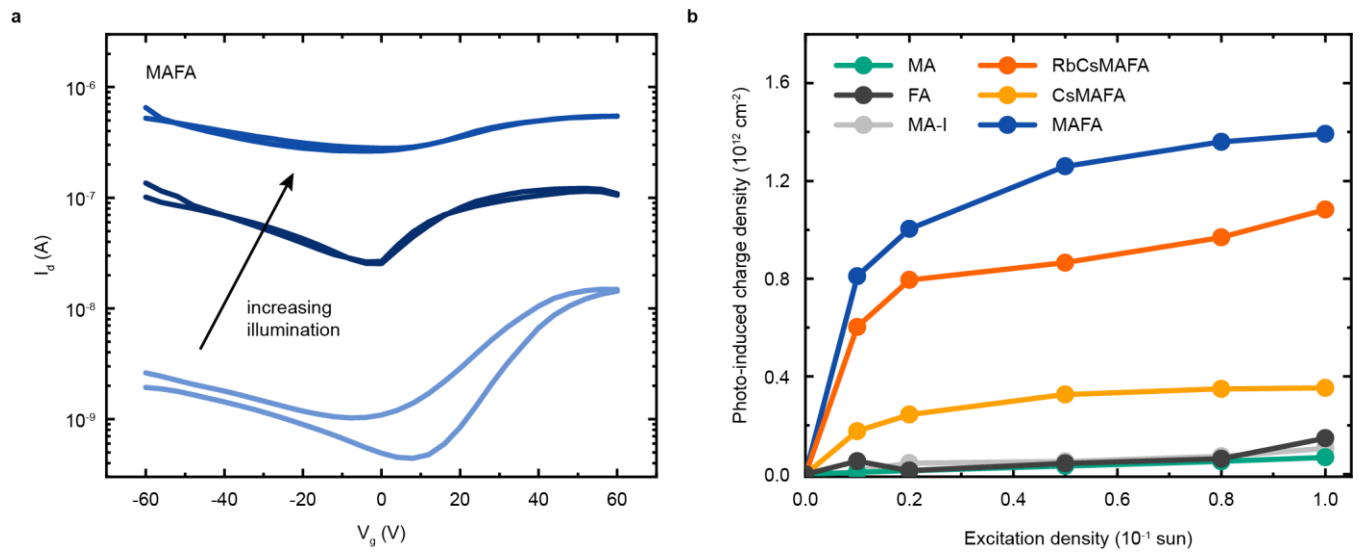 a
MAFA
increasing
illumination
10⁻⁶
10⁻⁷
10⁻⁸
10⁻⁹
I_d (A)
-60 -40 -20 0 20 40 60
V_g (V)
b
MA RbCsMAFA
FA CsMAFA
MA-I MAFA
1.6
1.2
0.8
0.4
0.0
Photo-induced charge density (10¹² cm⁻²)
0.0 0.2 0.4 0.6 0.8 1.0
Excitation density (10⁻¹ sun)